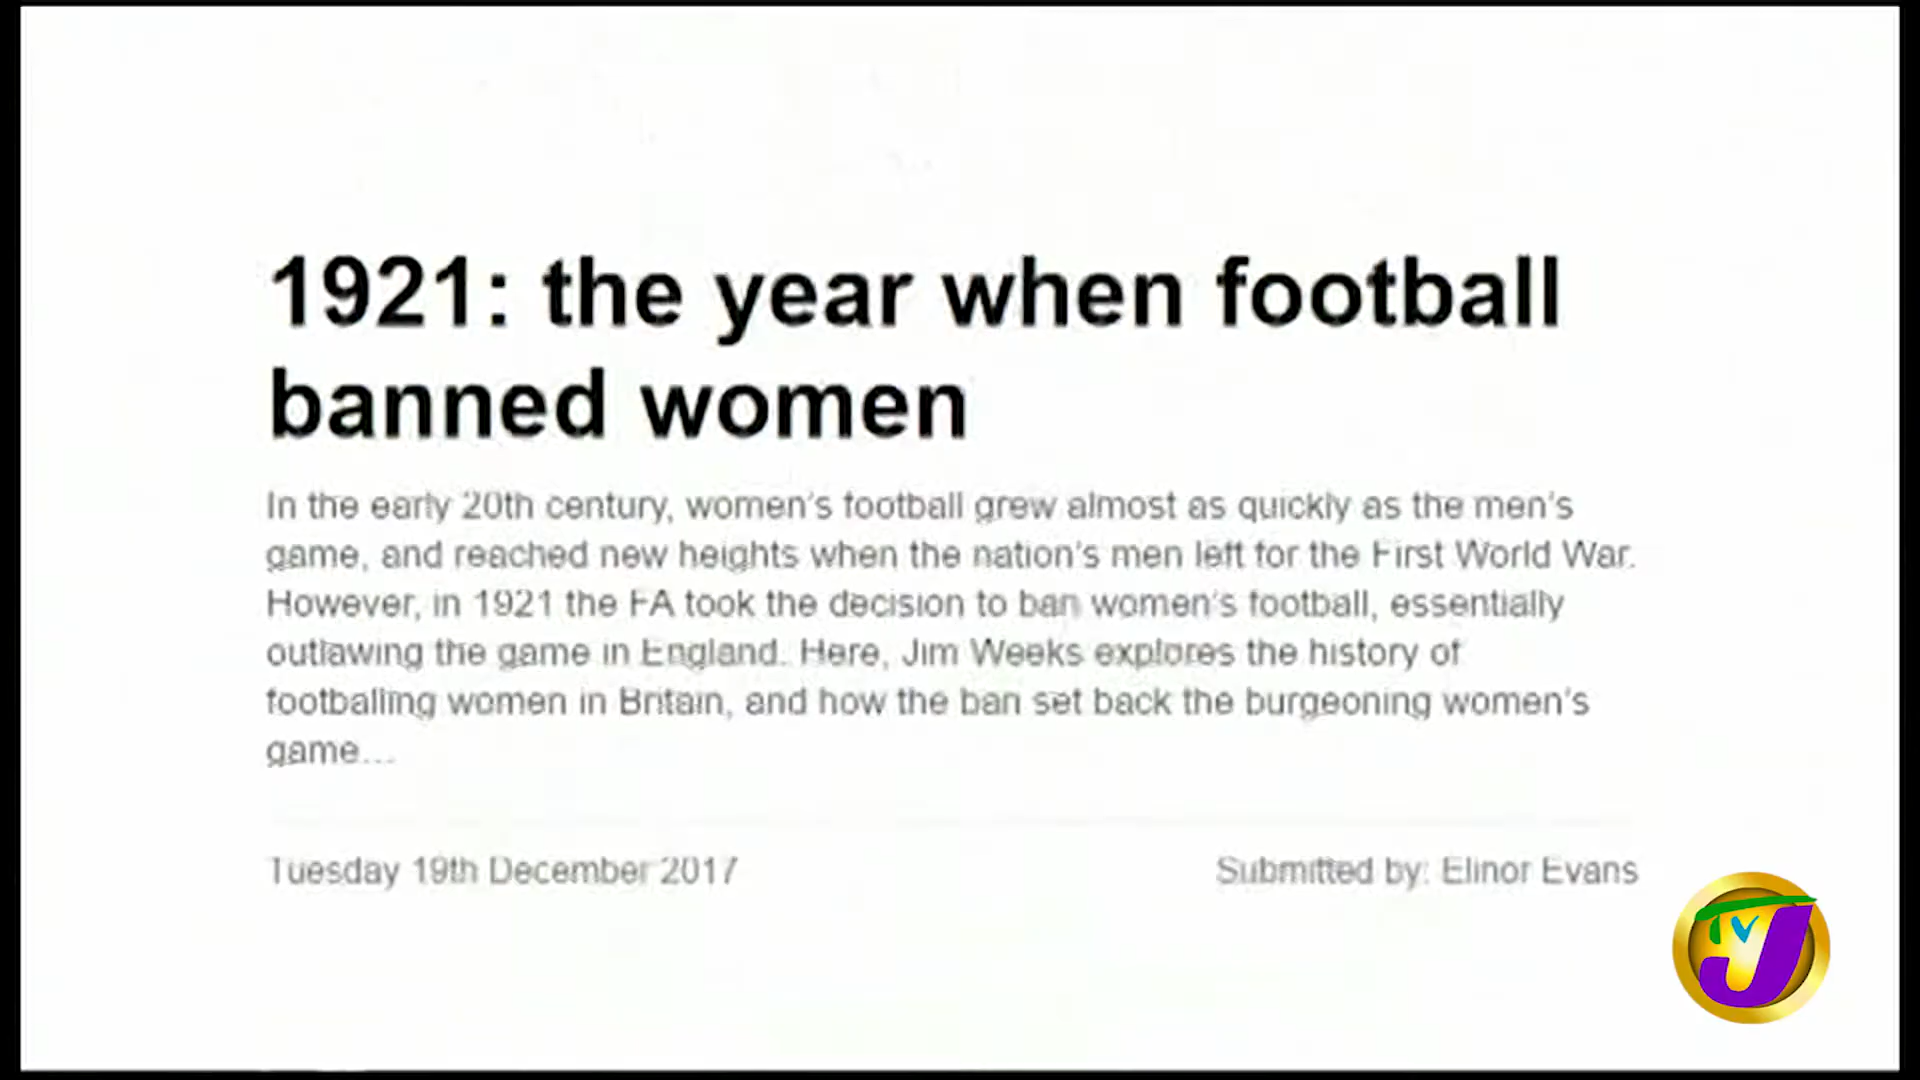 1921: the year when football
banned women
In the early 20th century, women's football grew almost as quickly as the men's
game, and reached new heights when the nation's men left for the First World War.
However, in 1921 the FA took the decision to ban women's football, essentially
outlawing the game in England. Here, Jim Weeks explores the history of
footballing women in Britain, and how the ban set back the burgeoning women's
game…
Tuesday 19th December 2017
Submitted by: Elinor Evans
TVJ